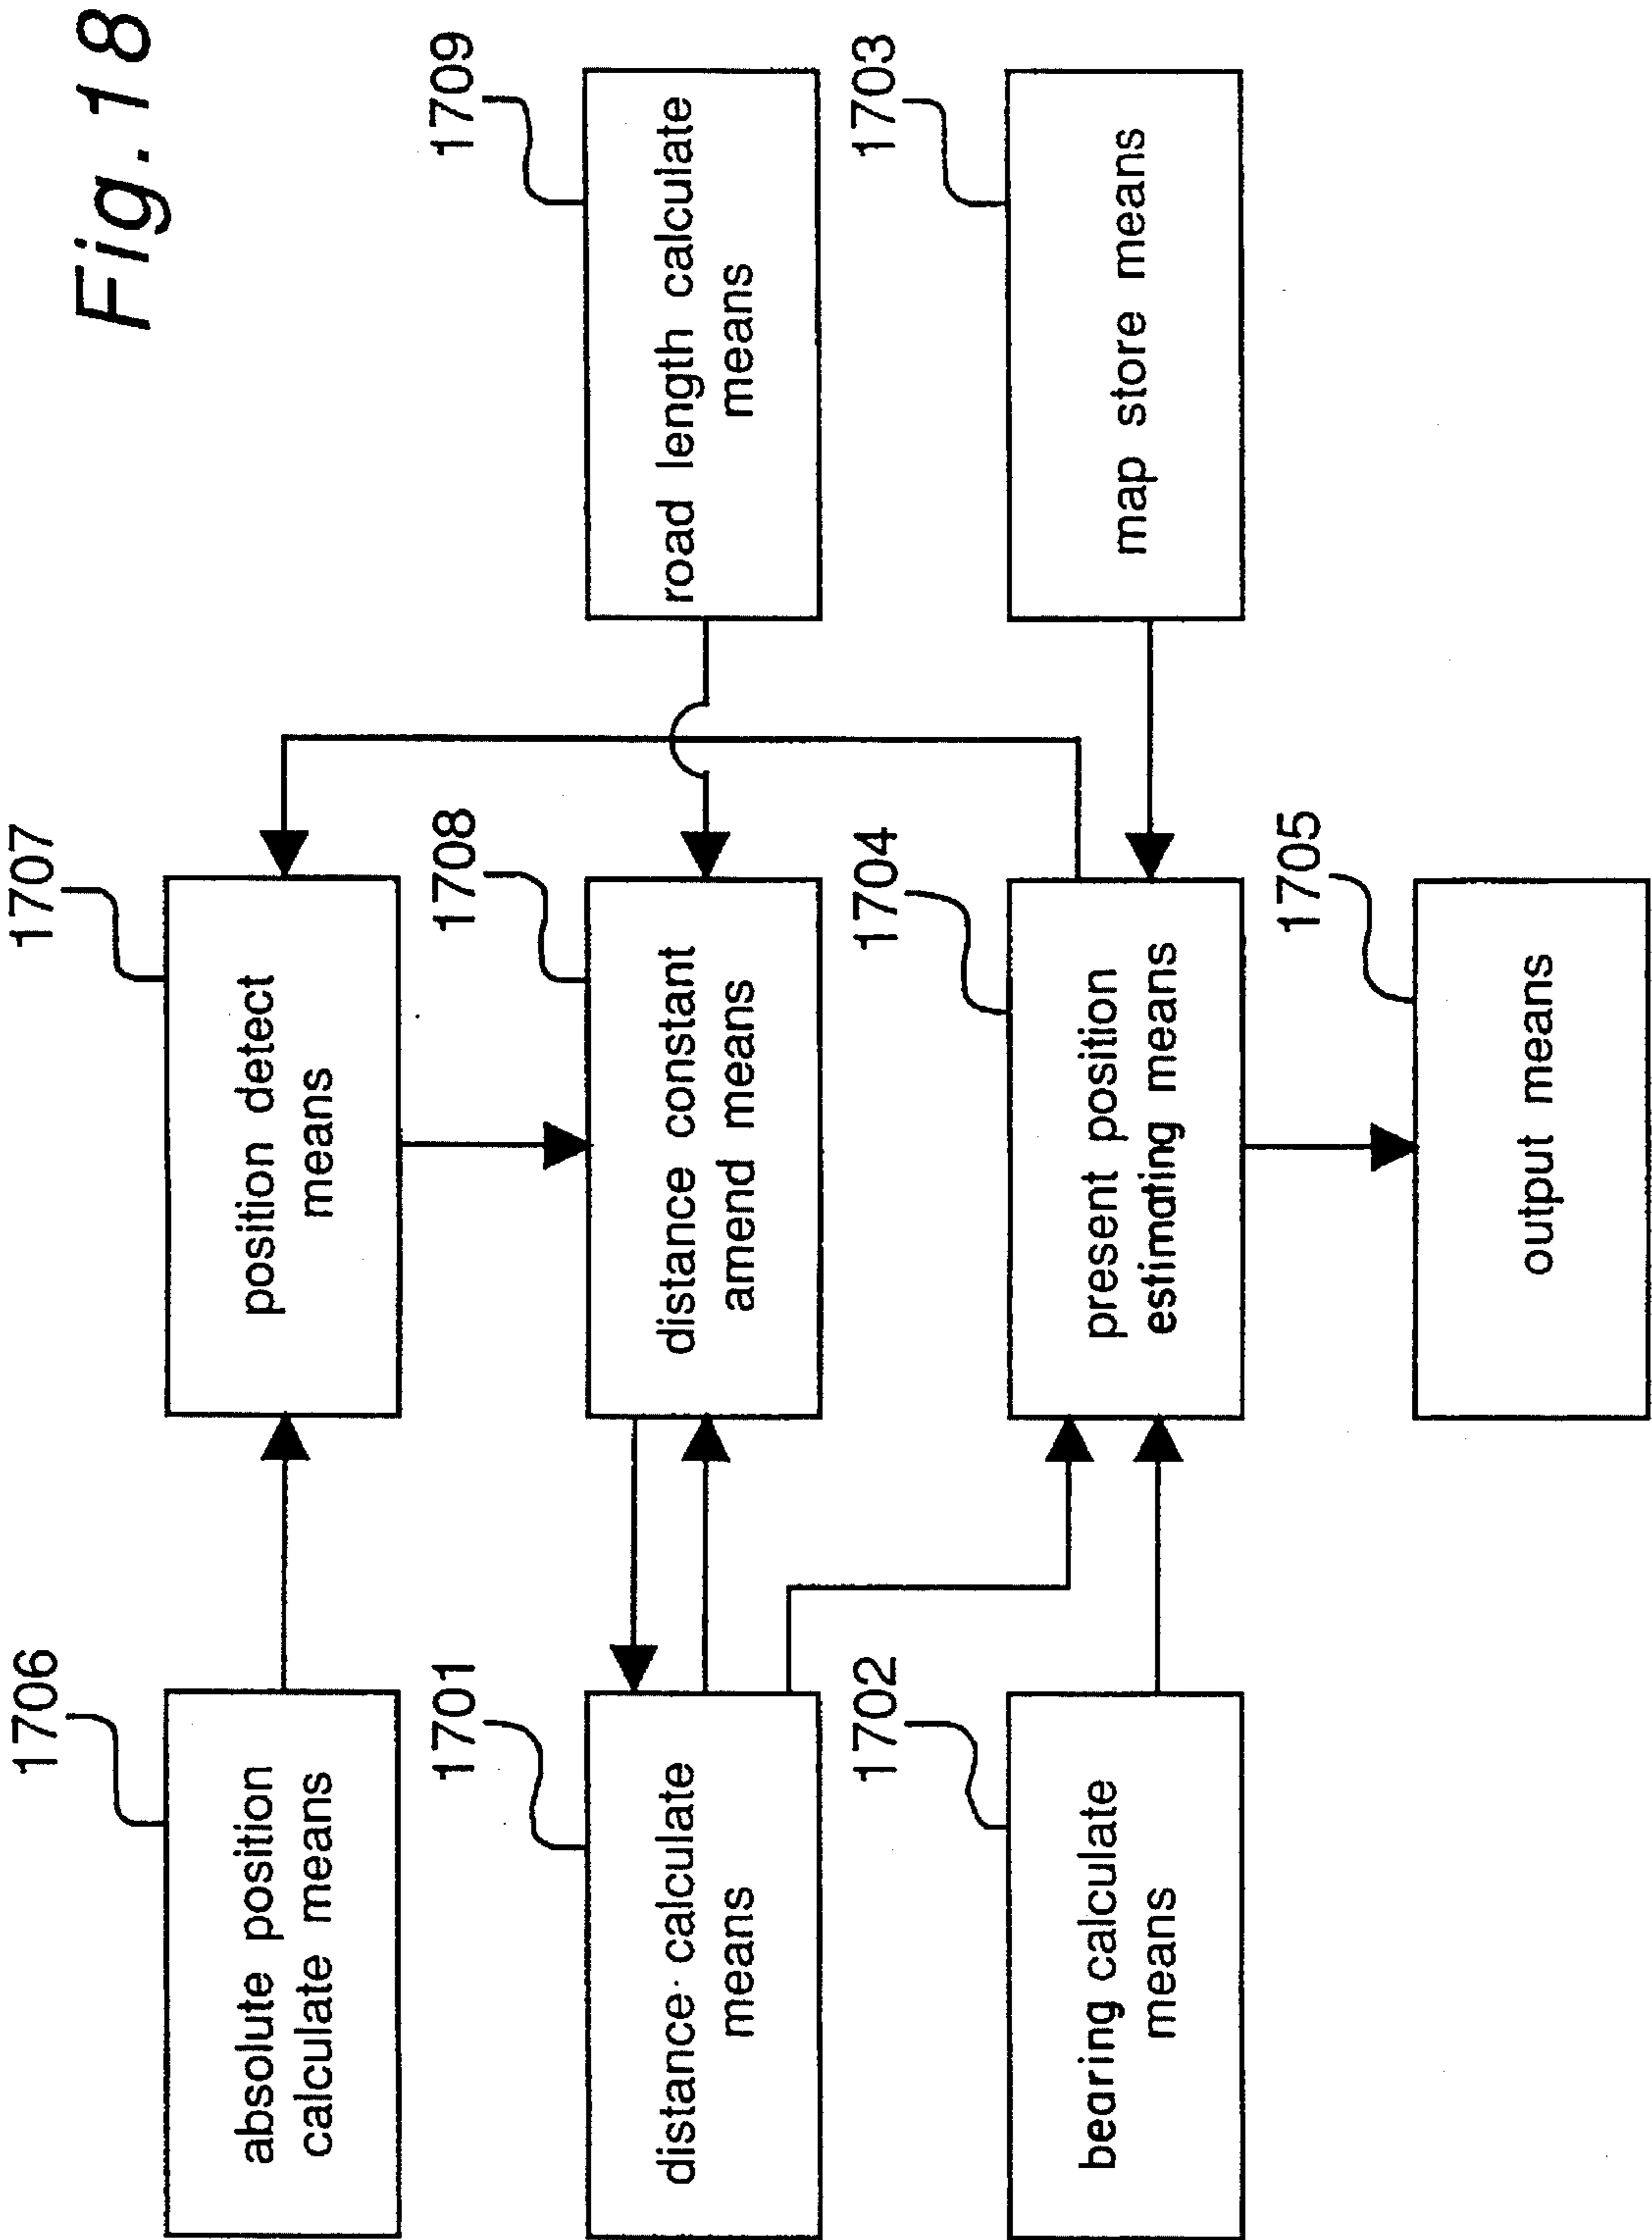 Fig.18
1706
absolute position
calculate means
1707
position detect
means
1701
distance calculate
means
1708
distance constant
amend means
1709
road length calculate
means
1702
bearing calculate
means
1704
present position
estimating means
1703
map store means
1705
output means